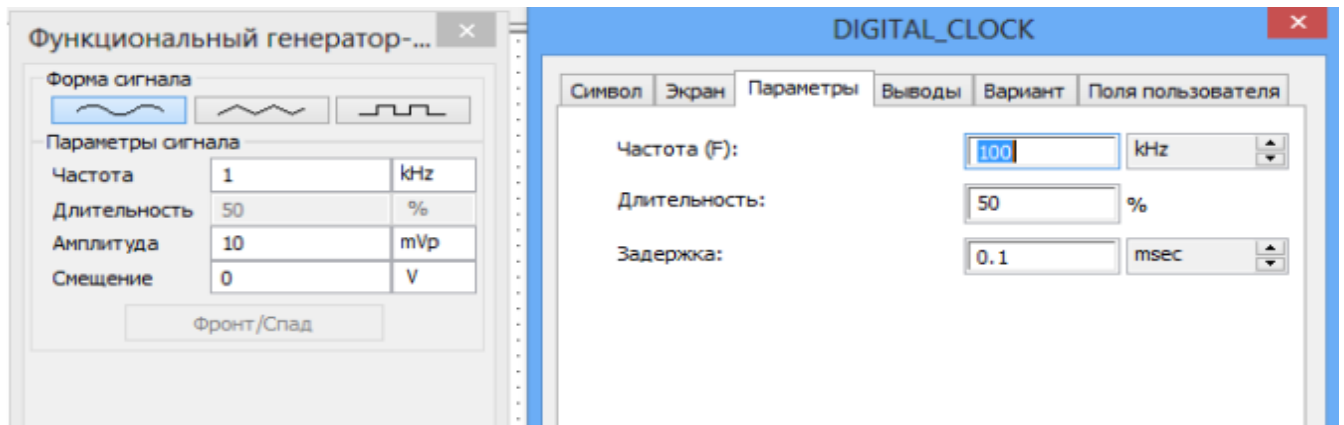 Функциональный генератор-...
Форма сигнала
Параметры сигнала
Частота 1 kHz
Длительность 50 %
Амплитуда 10 mVp
Смещение 0 V
Фронт/Спад
DIGITAL_CLOCK
Символ Экран Параметры Выводы Вариант Поля пользователя
Частота (F): 100 kHz
Длительность: 50 %
Задержка: 0.1 msec